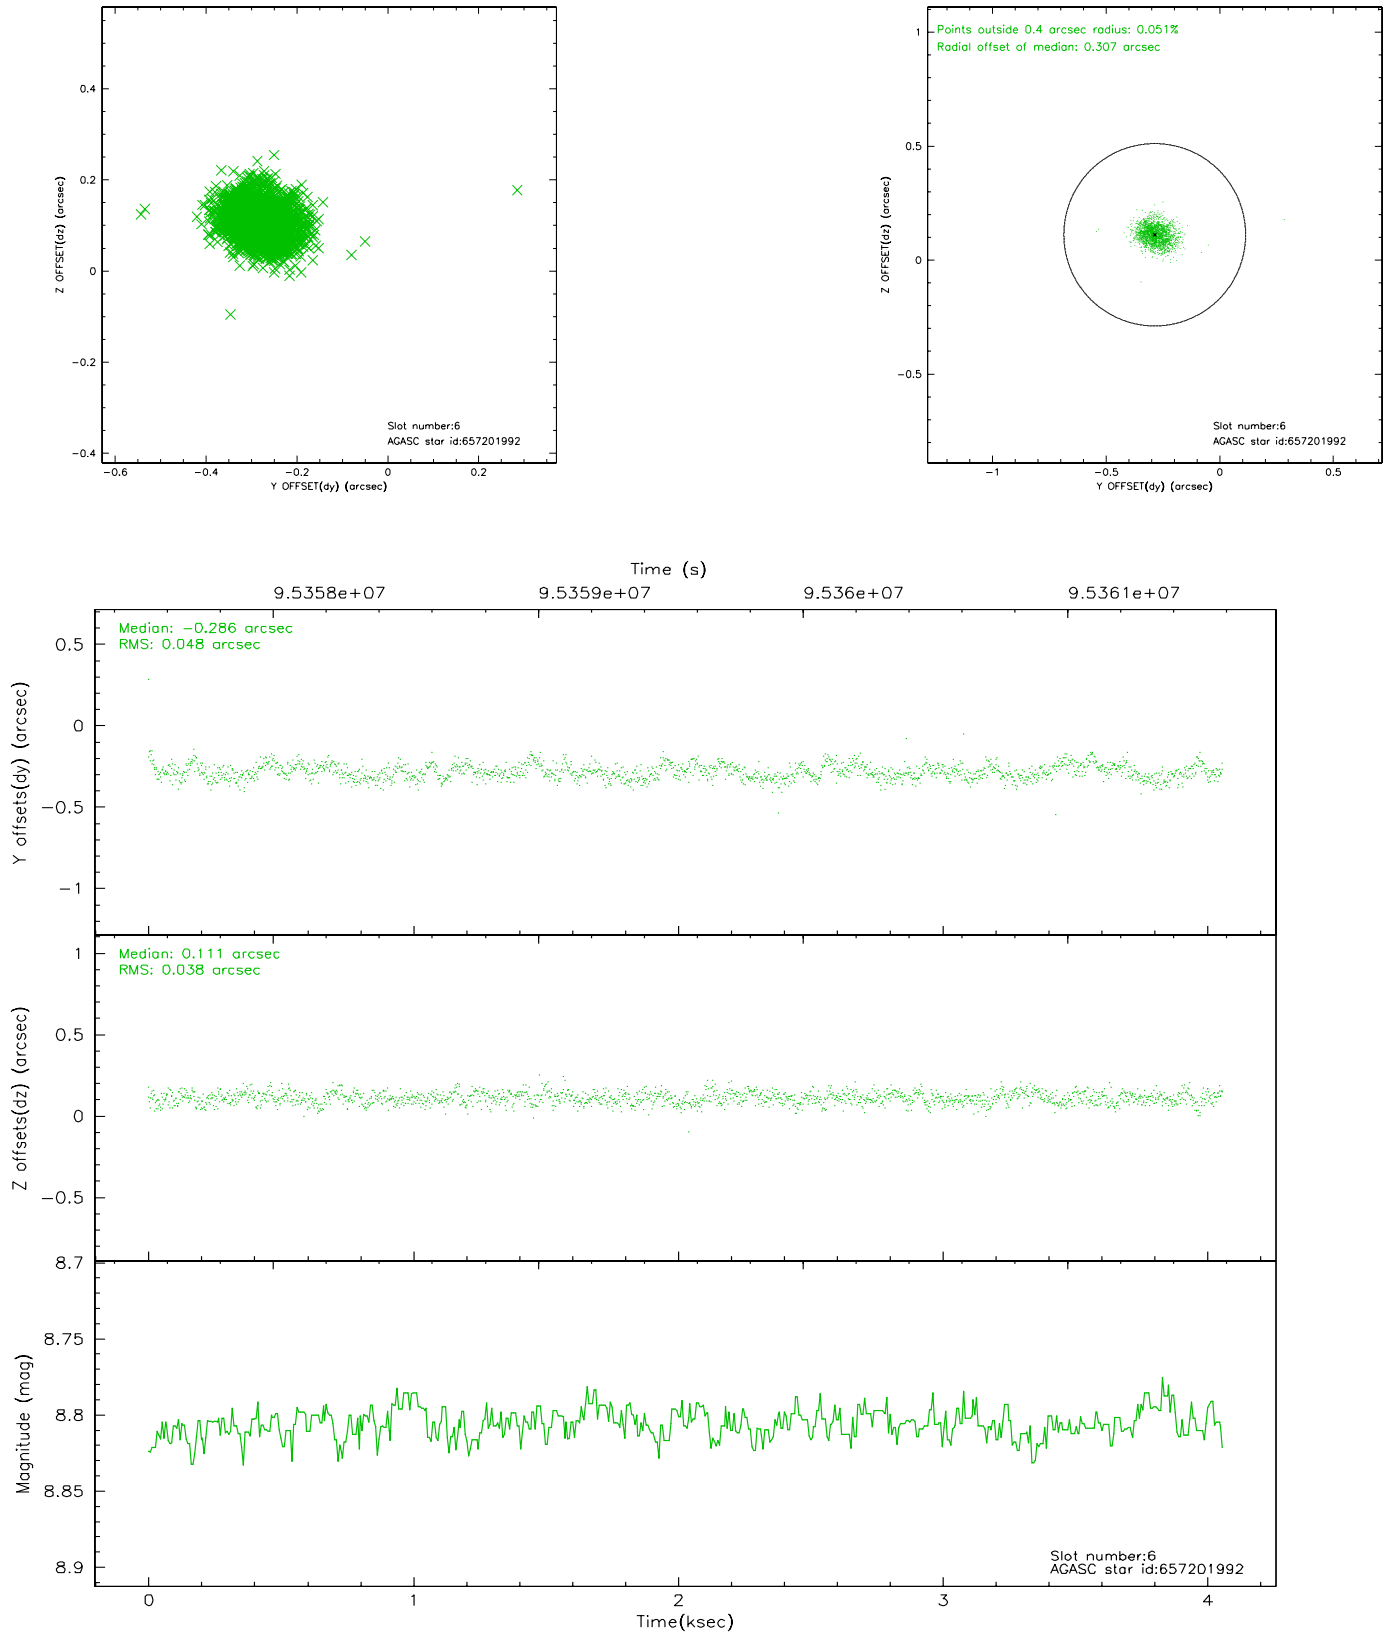 0.4
0.2
0
−0.2
−0.4
Z OFFSET(dz) (arcsec)
Slot number:6
AGASC star id:657201992
−0.6
−0.4
−0.2
0
0.2
Y OFFSET(dy) (arcsec)
Points outside 0.4 arcsec radius: 0.051%
Radial offset of median: 0.307 arcsec
1
0.5
0
−0.5
Z OFFSET(dz) (arcsec)
Slot number:6
AGASC star id:657201992
−1
−0.5
0
0.5
Y OFFSET(dy) (arcsec)
Time (s)
9.5358e+07
9.5359e+07
9.536e+07
9.5361e+07
Median: −0.286 arcsec
RMS: 0.048 arcsec
0.5
0
−0.5
−1
Y offsets(dy) (arcsec)
Median: 0.111 arcsec
RMS: 0.038 arcsec
1
0.5
0
−0.5
Z offsets(dz) (arcsec)
8.7
8.75
8.8
8.85
8.9
Magnitude (mag)
Slot number:6
AGASC star id:657201992
0
1
2
3
4
Time(ksec)